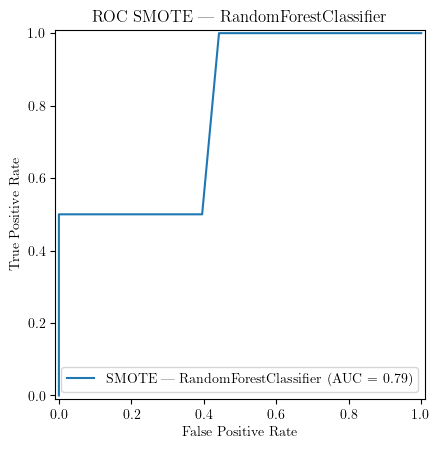 ROC SMOTE — RandomForestClassifier
1.0
0.8
0.6
0.4
0.2
0.0
True Positive Rate
SMOTE — RandomForestClassifier (AUC = 0.79)
0.0 0.2 0.4 0.6 0.8 1.0
False Positive Rate